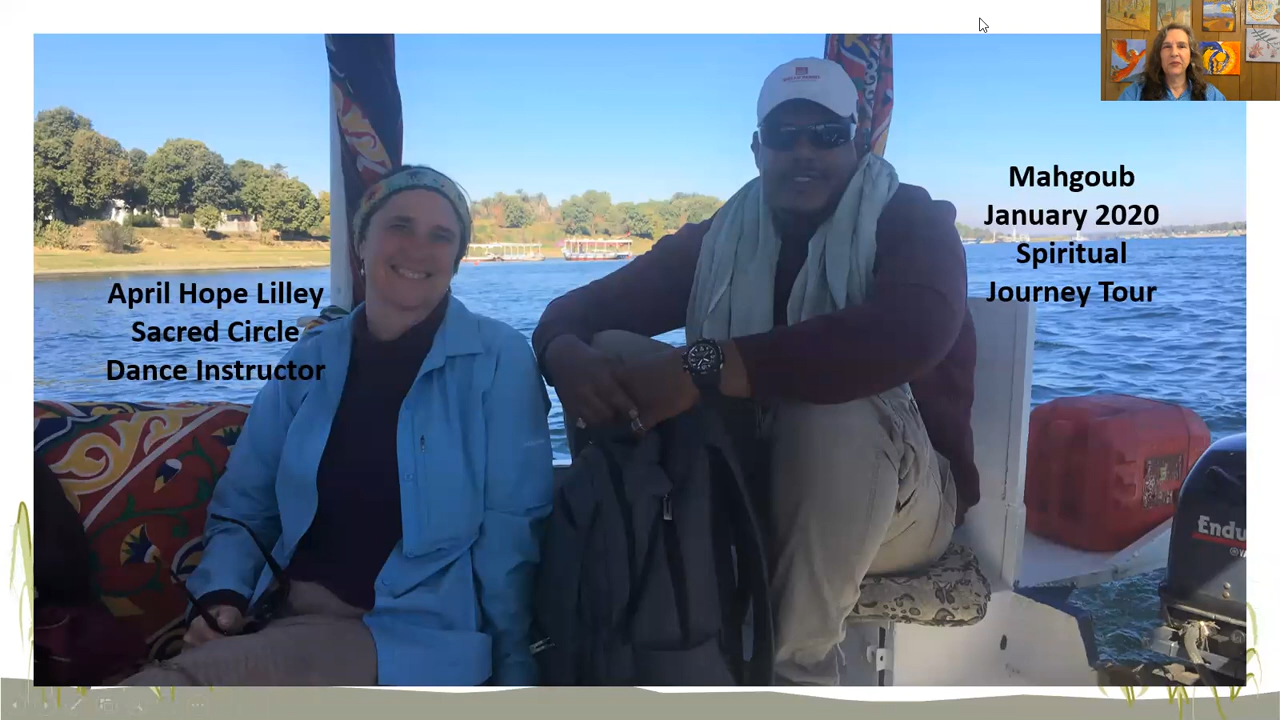 April Hope Lilley
Sacred Circle
Dance Instructor
Mahgoub
January 2020
Spiritual
Journey Tour
Endu